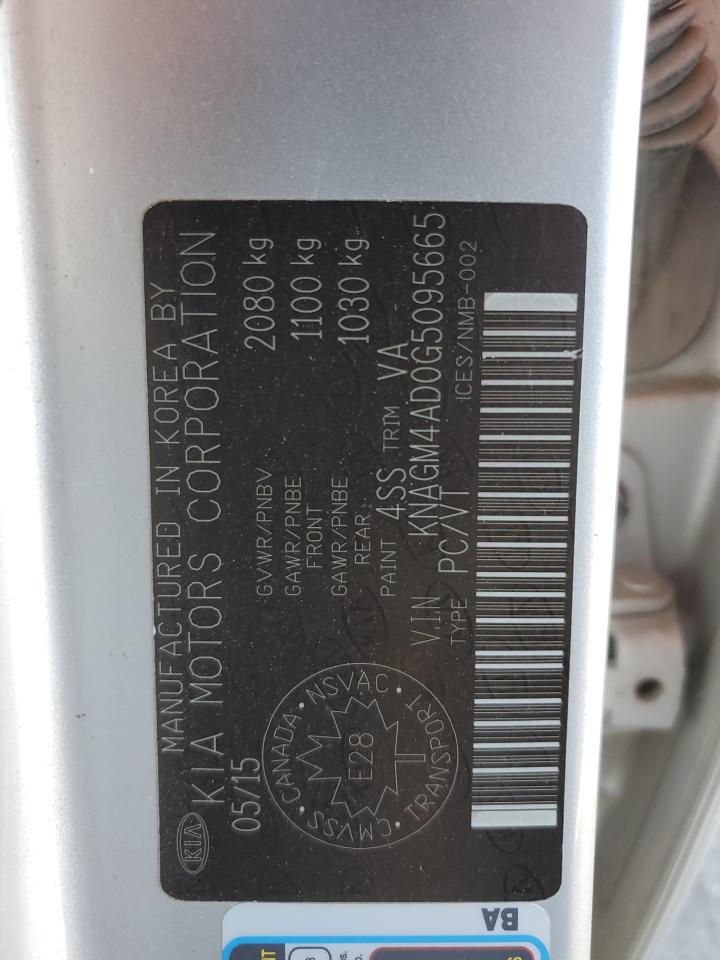 MANUFACTURED IN KOREA BY
KIA KIA MOTORS CORPORATION
05/15
GVWR/PNBV 2080 kg
GAWR/PNBE FRONT 1100 kg
GAWR/PNBE REAR 1030 kg
PAINT 4SS TRIM VA
V.I.N KNAGM4AD0G5095665
TYPE PC/VT ICES/NMB-002
CANADA · NSVAC · TRANSPORT · CMVSS
E28
BA